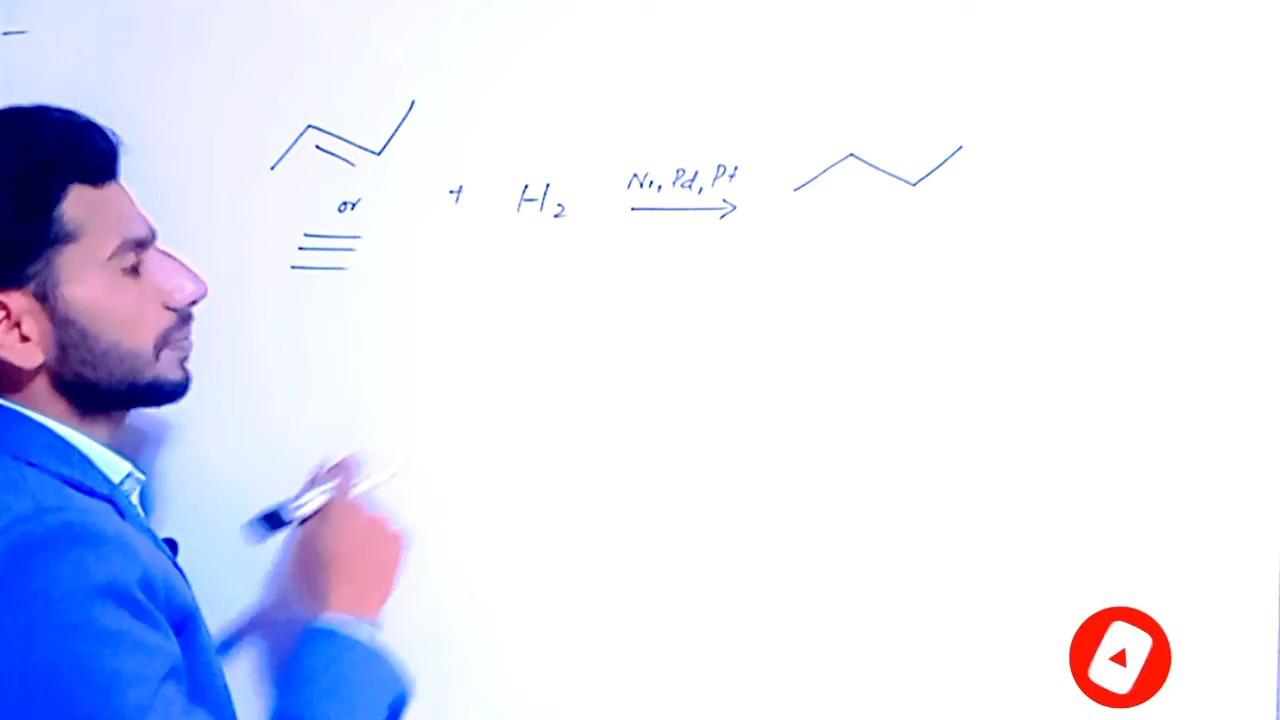 Ni, Pd, Pt
+ H₂
or